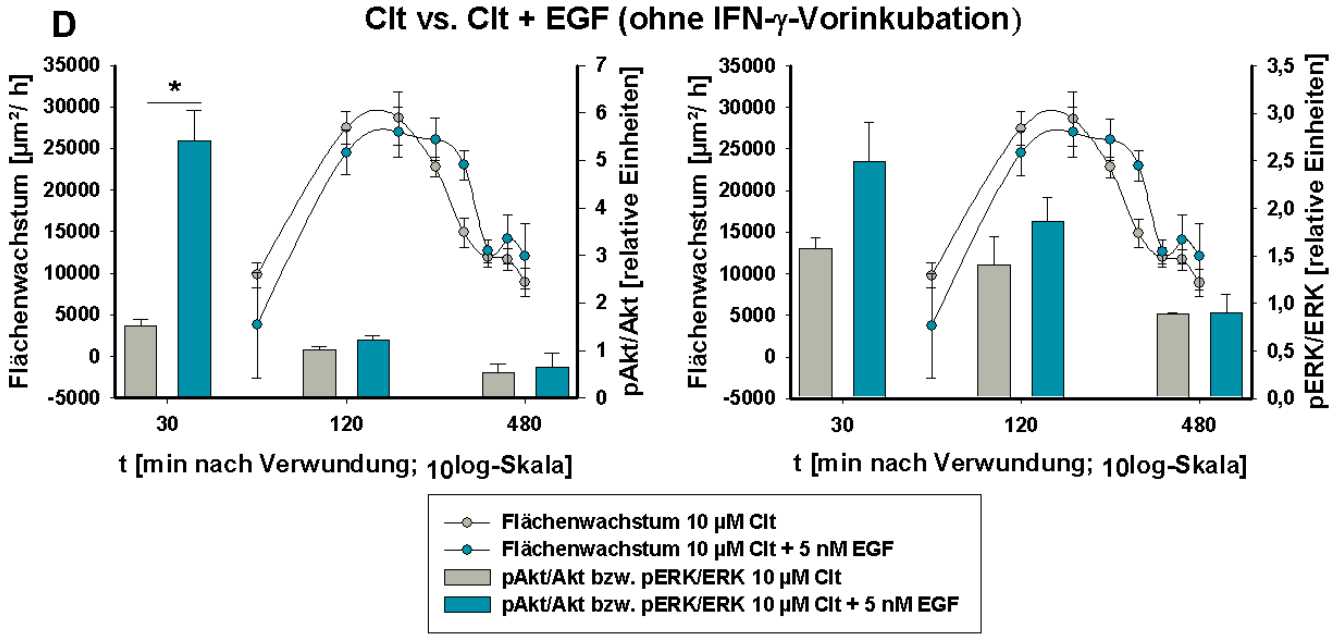 D
Clt vs. Clt + EGF (ohne IFN-γ-Vorinkubation)
Flächenwachstum [µm²/ h]
35000
30000
25000
20000
15000
10000
5000
0
-5000
*
7
6
5
4
3
2
1
0
pAkt/Akt [relative Einheiten]
30 120 480
t [min nach Verwundung; 10log-Skala]
Flächenwachstum [µm²/ h]
35000
30000
25000
20000
15000
10000
5000
0
-5000
3,5
3,0
2,5
2,0
1,5
1,0
0,5
0,0
pERK/ERK [relative Einheiten]
30 120 480
t [min nach Verwundung; 10log-Skala]
Flächenwachstum 10 µM Clt
Flächenwachstum 10 µM Clt + 5 nM EGF
pAkt/Akt bzw. pERK/ERK 10 µM Clt
pAkt/Akt bzw. pERK/ERK 10 µM Clt + 5 nM EGF